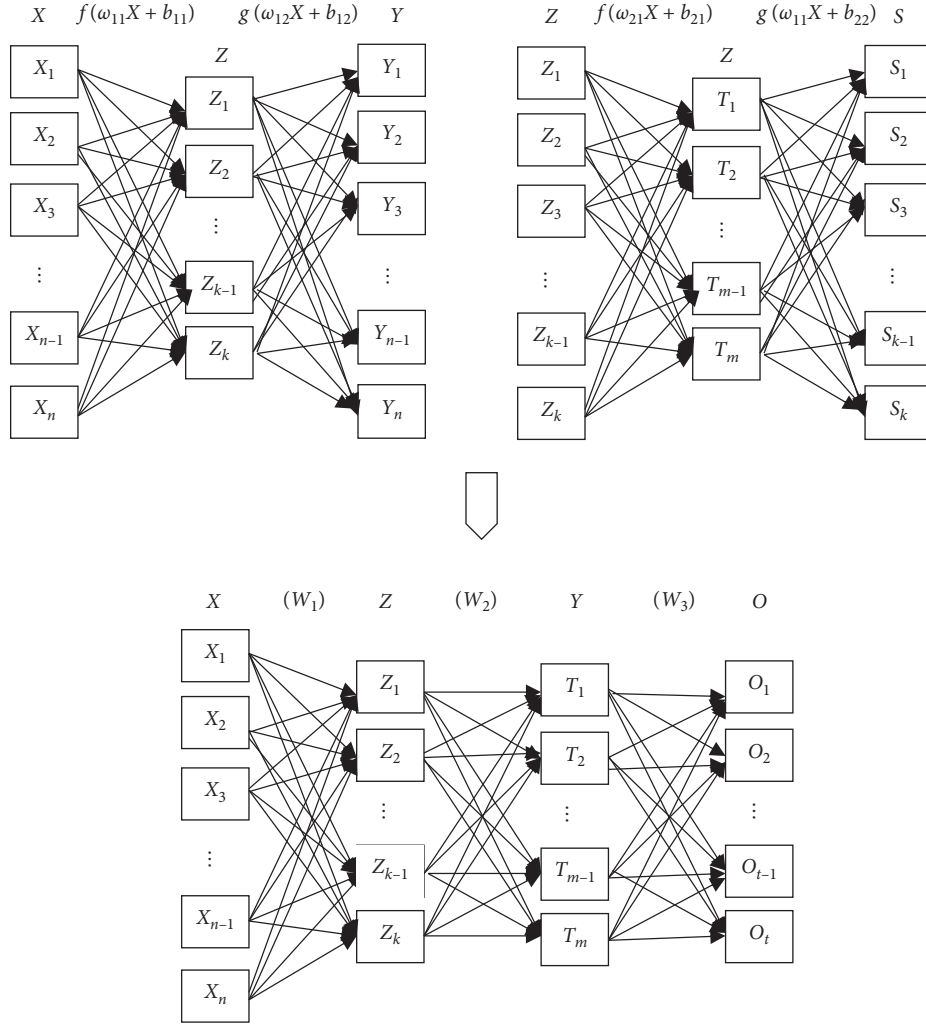 X f(ω₁₁X + b₁₁) g(ω₁₂X + b₁₂) Y
Z
X₁
X₂
X₃
⋮
Xₙ₋₁
Xₙ
Z₁
Z₂
⋮
Zₖ₋₁
Zₖ
Y₁
Y₂
Y₃
⋮
Yₙ₋₁
Yₙ
Z f(ω₂₁X + b₂₁) g(ω₁₁X + b₂₂) S
Z
Z₁
Z₂
Z₃
⋮
Zₖ₋₁
Zₖ
T₁
T₂
⋮
Tₘ₋₁
Tₘ
S₁
S₂
S₃
⋮
Sₖ₋₁
Sₖ
X (W₁) Z (W₂) Y (W₃) O
X₁
X₂
X₃
⋮
Xₙ₋₁
Xₙ
Z₁
Z₂
⋮
Zₖ₋₁
Zₖ
T₁
T₂
⋮
Tₘ₋₁
Tₘ
O₁
O₂
⋮
Oₜ₋₁
Oₜ